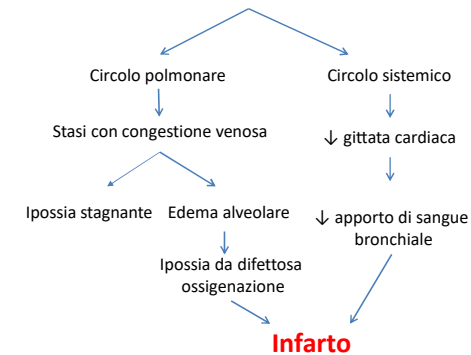 Circolo polmonare
Circolo sistemico
Stasi con congestione venosa
↓ gittata cardiaca
Ipossia stagnante
Edema alveolare
↓ apporto di sangue
bronchiale
Ipossia da difettosa
ossigenazione
Infarto